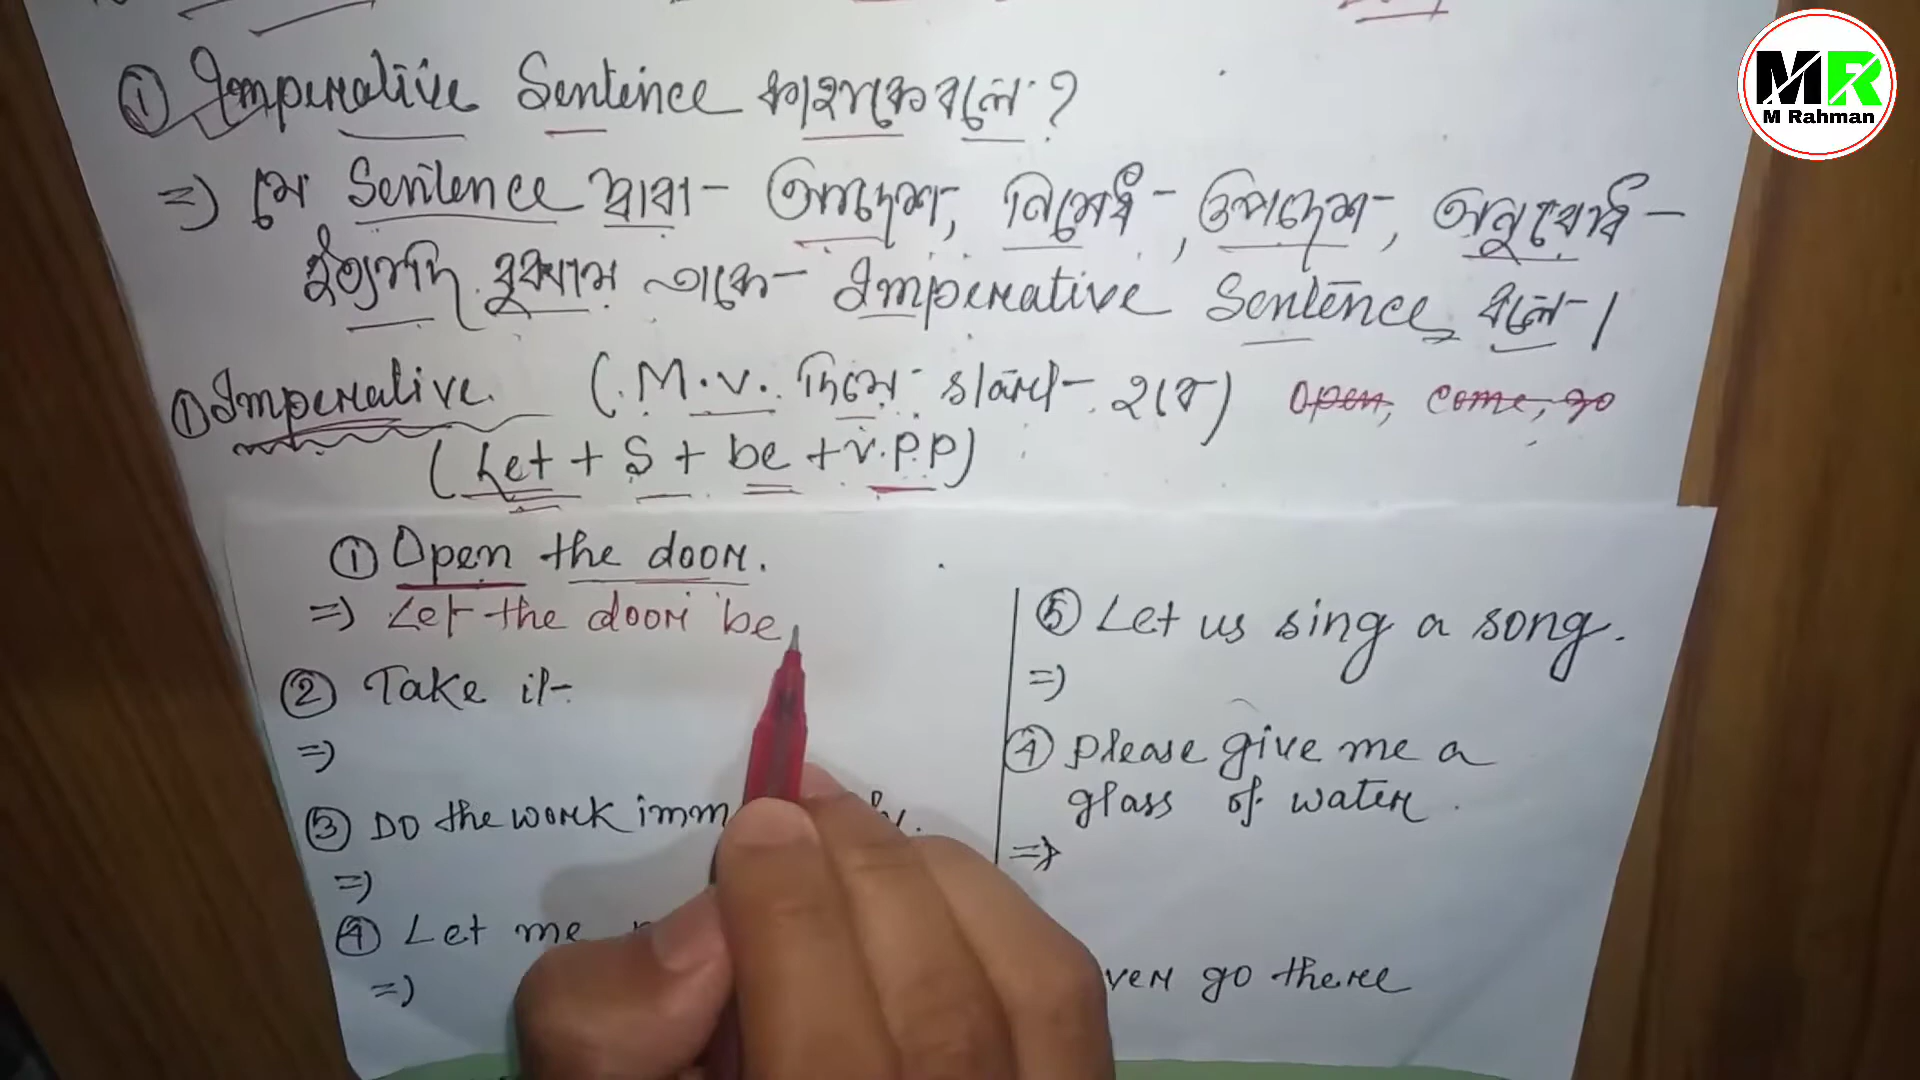 ① Imperative Sentence কাহাকে বলে ?
=> যে Sentence দ্বারা - আদেশ, নিষেধ -, উপদেশ -, অনুরোধ -
ইত্যাদি বুঝায় তাকে - Imperative Sentence বলে - ।
① Imperative. (M.v. দিয়ে start - হবে) open, come, go
(Let + S + be + v.p.p)
① Open the door.
=> Let the door be
② Take it -
=>
③ Do the work
=>
④ Let me
=>
⑤ Let us sing a song.
=>
④ please give me a
glass of water.
=>
go there
MR
M Rahman